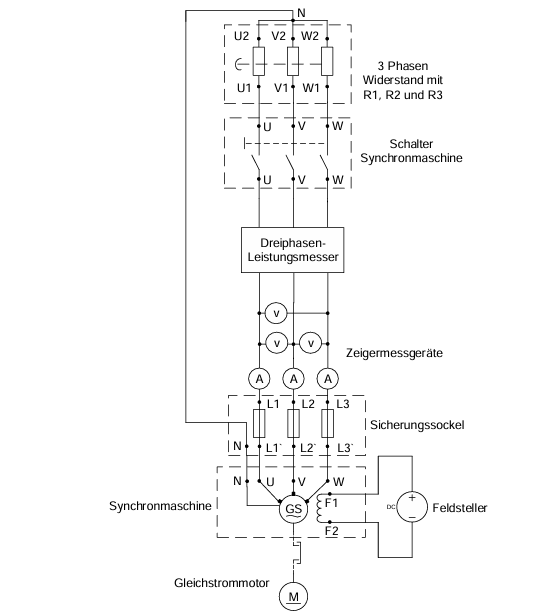 N
U2 V2 W2
U1 V1 W1
3 Phasen
Widerstand mit
R1, R2 und R3
U V W
Schalter
Synchronmaschine
U V W
Dreiphasen-
Leistungsmesser
V
V V
Zeigermessgeräte
A A A
L1 L2 L3
Sicherungssockel
N L1` L2` L3`
N U V W
Synchronmaschine
GS
F1
F2
DC
+
−
Feldsteller
Gleichstrommotor
M